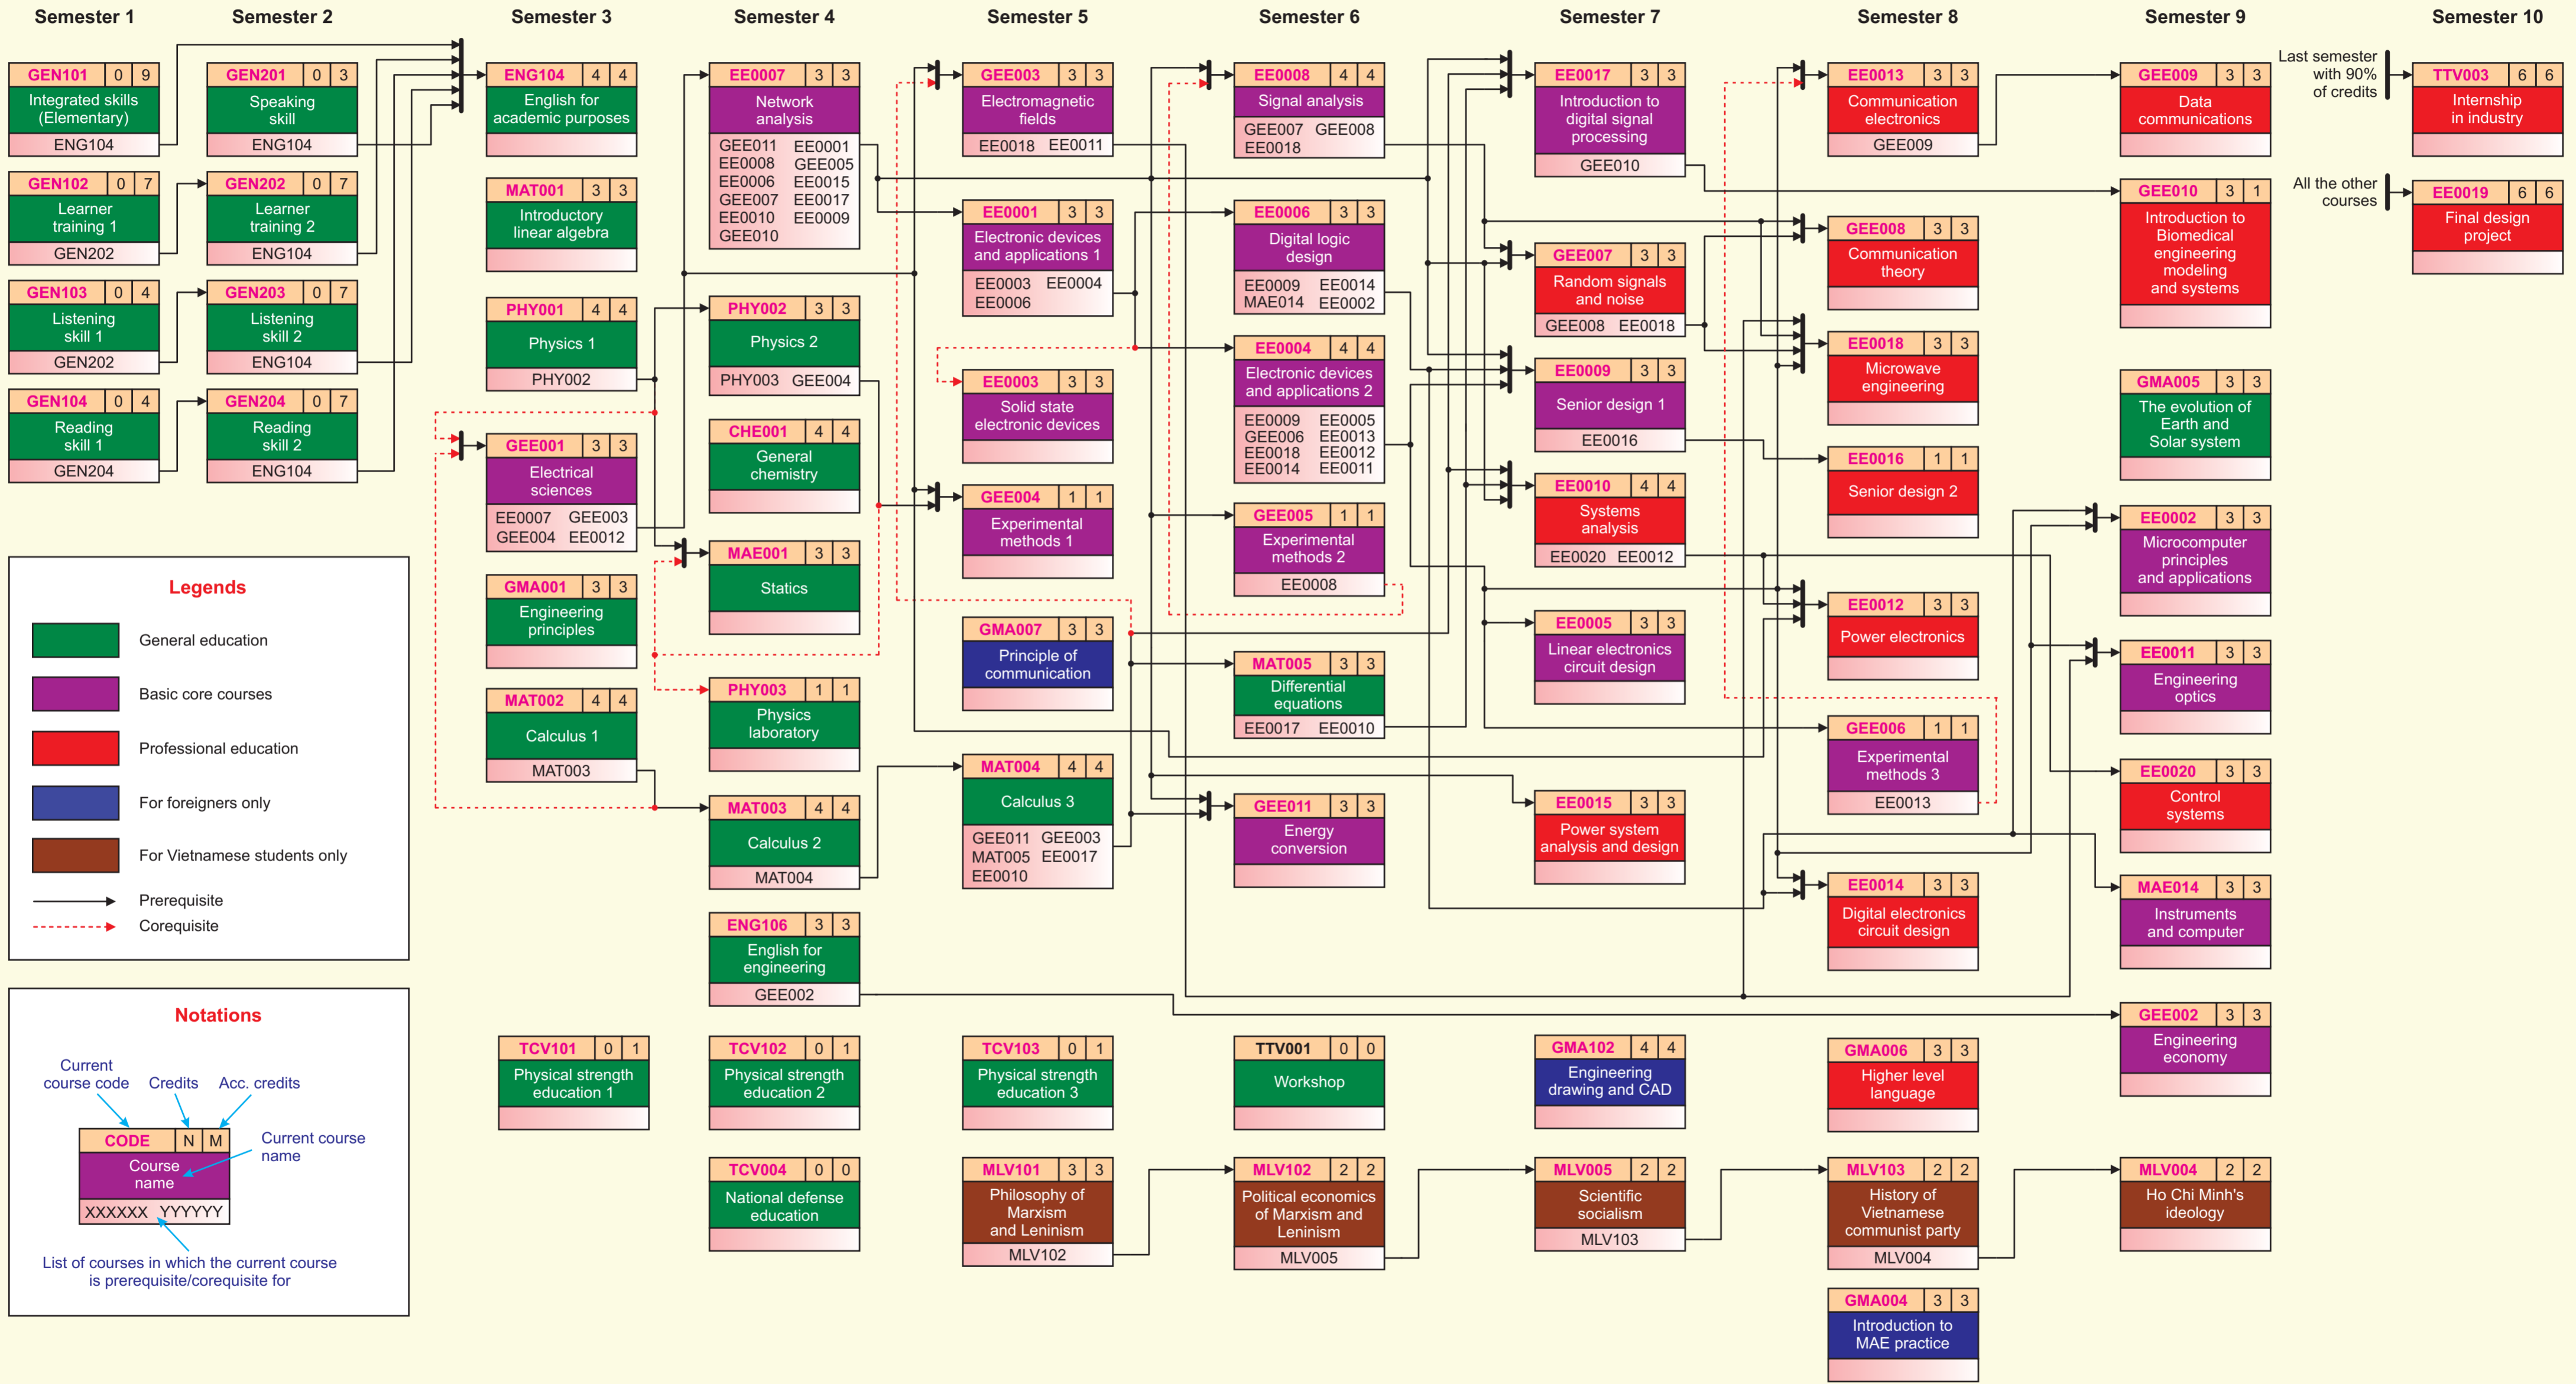 Semester 1
Semester 2
Semester 3
Semester 4
Semester 5
Semester 6
Semester 7
Semester 8
Semester 9
Semester 10
GEN101 0 9
Integrated skills
(Elementary)
ENG104
GEN102 0 7
Learner
training 1
GEN202
GEN103 0 4
Listening
skill 1
GEN202
GEN104 0 4
Reading
skill 1
GEN204
GEN201 0 3
Speaking
skill
ENG104
GEN202 0 7
Learner
training 2
ENG104
GEN203 0 7
Listening
skill 2
ENG104
GEN204 0 7
Reading
skill 2
ENG104
ENG104 4 4
English for
academic purposes
MAT001 3 3
Introductory
linear algebra
PHY001 4 4
Physics 1
PHY002
GEE001 3 3
Electrical
sciences
EE0007 GEE003
GEE004 EE0012
GMA001 3 3
Engineering
principles
MAT002 4 4
Calculus 1
MAT003
TCV101 0 1
Physical strength
education 1
EE0007 3 3
Network
analysis
GEE011 EE0001
EE0008 GEE005
EE0006 EE0015
GEE007 EE0017
EE0010 EE0009
GEE010
PHY002 3 3
Physics 2
PHY003 GEE004
CHE001 4 4
General
chemistry
MAE001 3 3
Statics
PHY003 1 1
Physics
laboratory
MAT003 4 4
Calculus 2
MAT004
ENG106 3 3
English for
engineering
GEE002
TCV102 0 1
Physical strength
education 2
TCV004 0 0
National defense
education
GEE003 3 3
Electromagnetic
fields
EE0018 EE0011
EE0001 3 3
Electronic devices
and applications 1
EE0003 EE0004
EE0006
EE0003 3 3
Solid state
electronic devices
GEE004 1 1
Experimental
methods 1
GMA007 3 3
Principle of
communication
MAT004 4 4
Calculus 3
GEE011 GEE003
MAT005 EE0017
EE0010
TCV103 0 1
Physical strength
education 3
MLV101 3 3
Philosophy of
Marxism
and Leninism
MLV102
EE0008 4 4
Signal analysis
GEE007 GEE008
EE0018
EE0006 3 3
Digital logic
design
EE0009 EE0014
MAE014 EE0002
EE0004 4 4
Electronic devices
and applications 2
EE0009 EE0005
GEE006 EE0013
EE0018 EE0012
EE0014 EE0011
GEE005 1 1
Experimental
methods 2
EE0008
MAT005 3 3
Differential
equations
EE0017 EE0010
GEE011 3 3
Energy
conversion
TTV001 0 0
Workshop
MLV102 2 2
Political economics
of Marxism and
Leninism
MLV005
EE0017 3 3
Introduction to
digital signal
processing
GEE010
GEE007 3 3
Random signals
and noise
GEE008 EE0018
EE0009 3 3
Senior design 1
EE0016
EE0010 4 4
Systems
analysis
EE0020 EE0012
EE0005 3 3
Linear electronics
circuit design
EE0015 3 3
Power system
analysis and design
GMA102 4 4
Engineering
drawing and CAD
MLV005 2 2
Scientific
socialism
MLV103
EE0013 3 3
Communication
electronics
GEE009
GEE008 3 3
Communication
theory
EE0018 3 3
Microwave
engineering
EE0016 1 1
Senior design 2
EE0012 3 3
Power electronics
GEE006 1 1
Experimental
methods 3
EE0013
EE0014 3 3
Digital electronics
circuit design
GMA006 3 3
Higher level
language
MLV103 2 2
History of
Vietnamese
communist party
MLV004
GMA004 3 3
Introduction to
MAE practice
GEE009 3 3
Data
communications
GEE010 3 1
Introduction to
Biomedical
engineering
modeling
and systems
GMA005 3 3
The evolution of
Earth and
Solar system
EE0002 3 3
Microcomputer
principles
and applications
EE0011 3 3
Engineering
optics
EE0020 3 3
Control
systems
MAE014 3 3
Instruments
and computer
GEE002 3 3
Engineering
economy
MLV004 2 2
Ho Chi Minh's
ideology
Last semester
with 90%
of credits
TTV003 6 6
Internship
in industry
All the other
courses
EE0019 6 6
Final design
project
Legends
General education
Basic core courses
Professional education
For foreigners only
For Vietnamese students only
Prerequisite
Corequisite
Notations
Current
course code
Credits
Acc. credits
CODE N M
Course
name
XXXXXX YYYYYY
Current course
name
List of courses in which the current course
is prerequisite/corequisite for